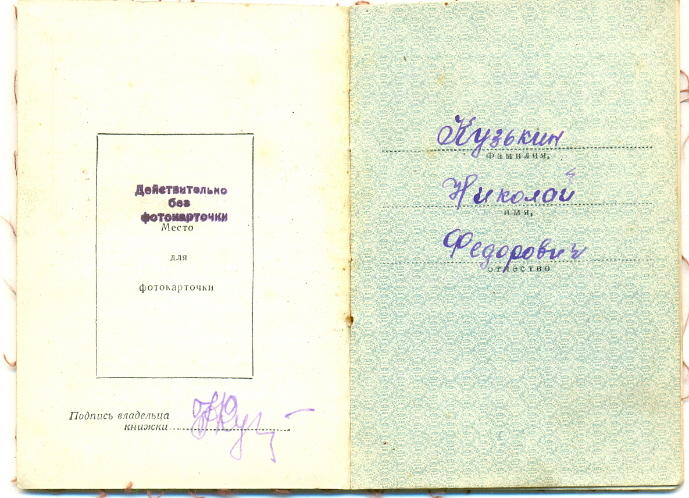 Действительно
без
фотокарточки
Место
для
фотокарточки
Подпись владельца
книжки
Кузькин
фамилия,
Николай
имя,
Федорович
отчество